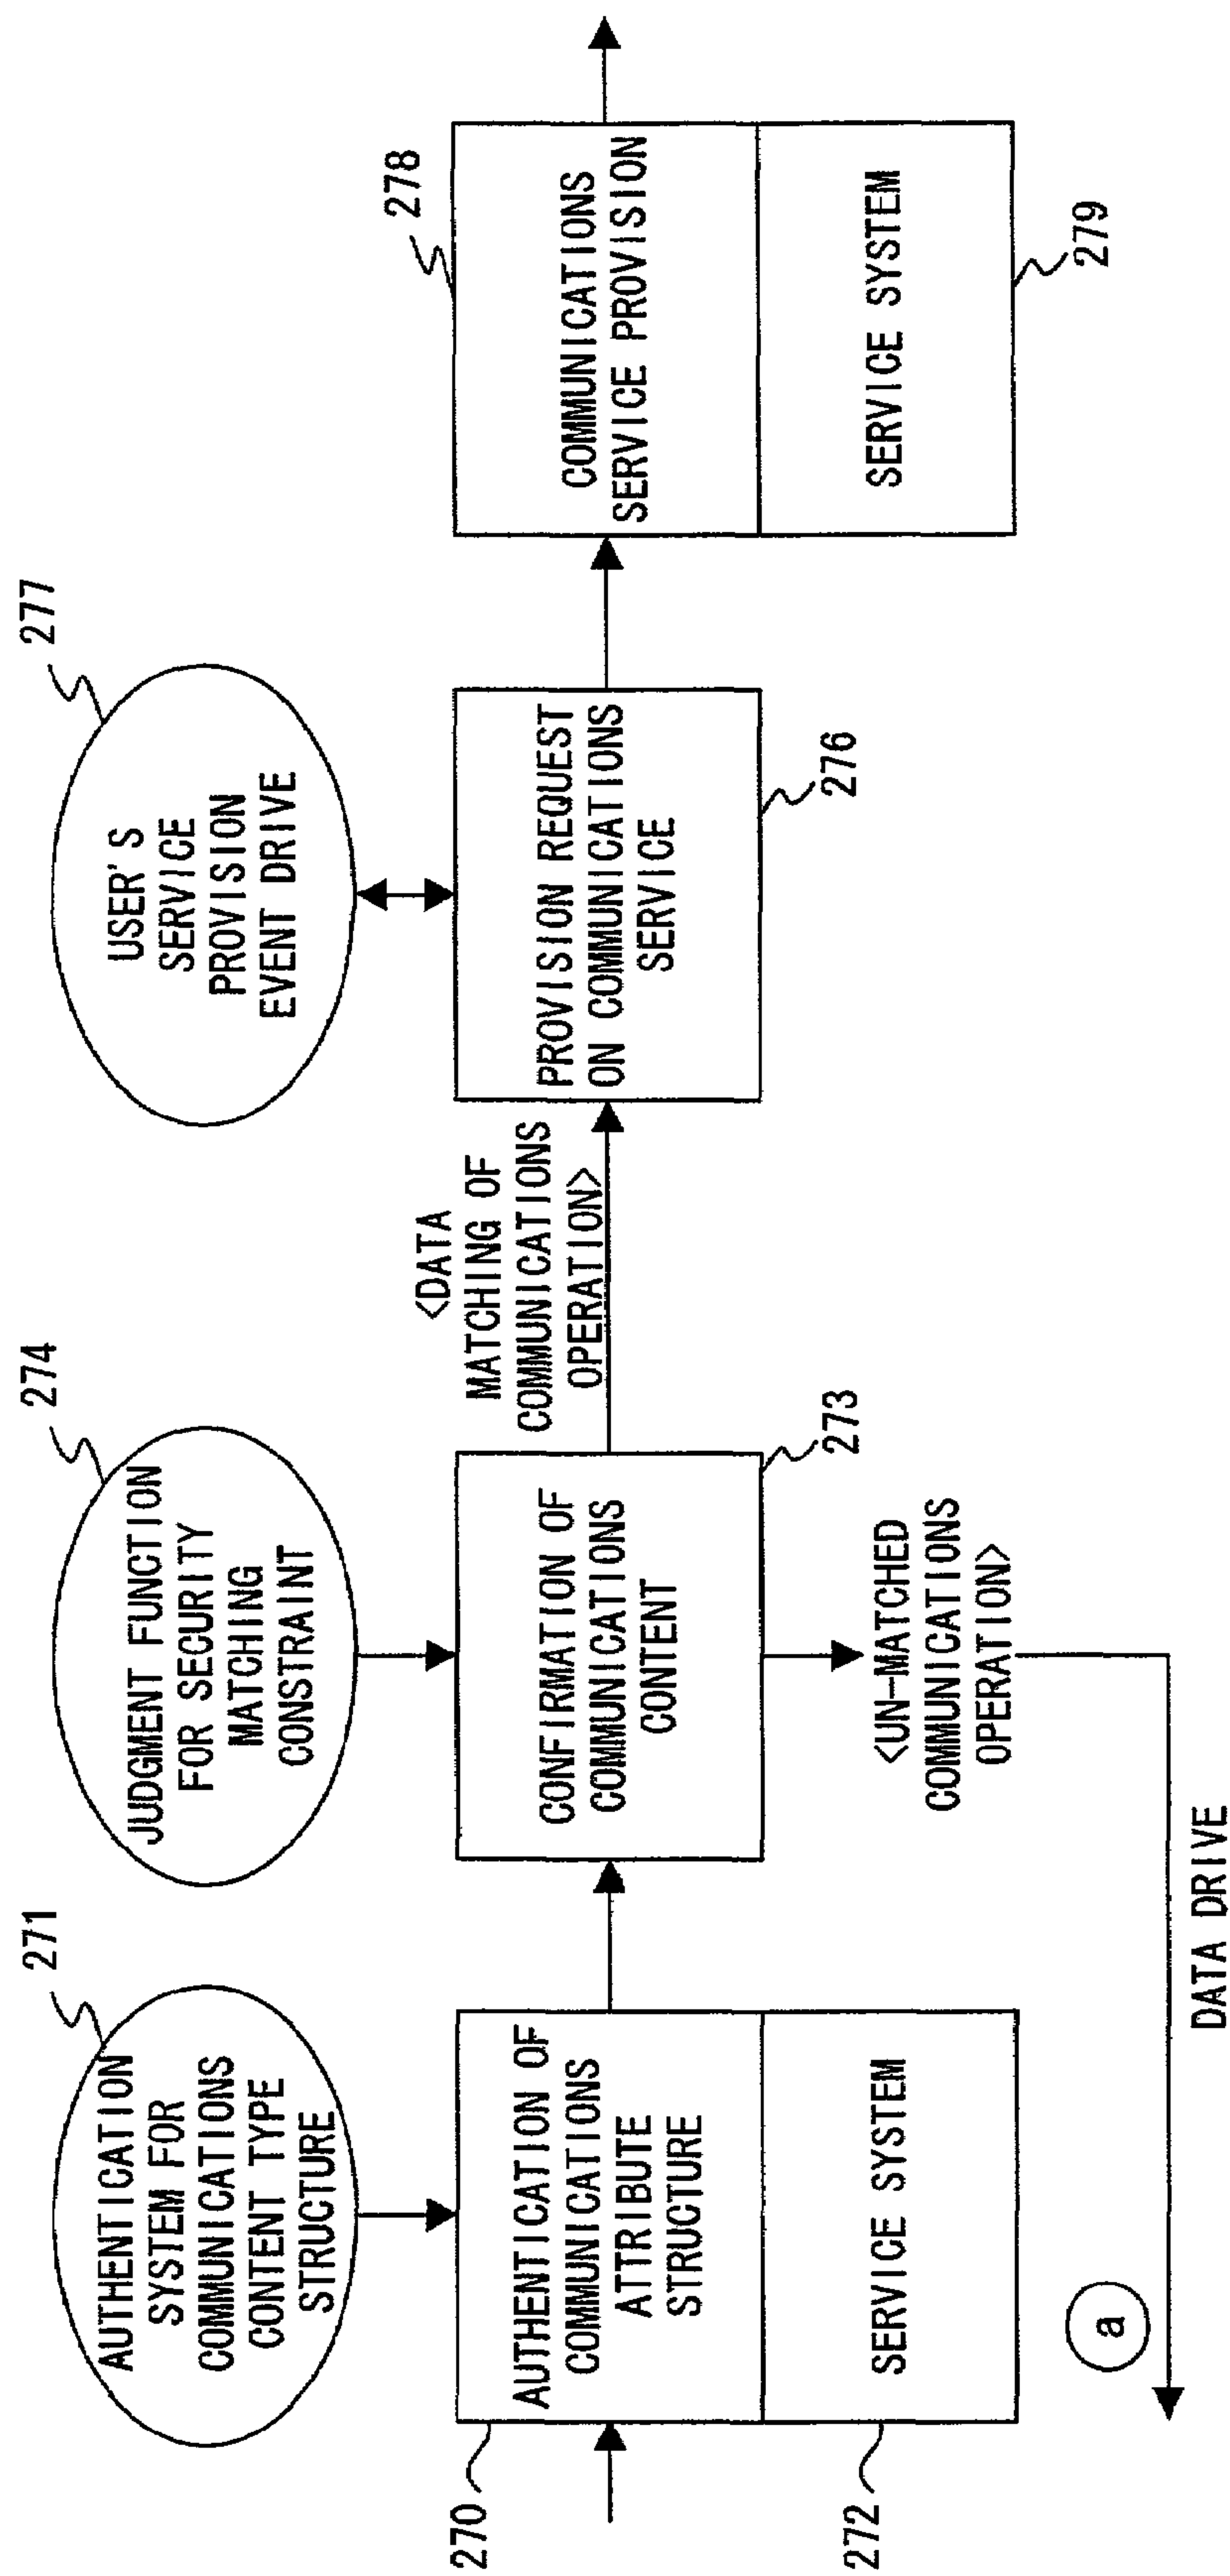 271
AUTHENTICATION
SYSTEM FOR
COMMUNICATIONS
CONTENT TYPE
STRUCTURE
274
JUDGMENT FUNCTION
FOR SECURITY
MATCHING
CONSTRAINT
277
USER'S
SERVICE
PROVISION
EVENT DRIVE
270
AUTHENTICATION OF
COMMUNICATIONS
ATTRIBUTE
STRUCTURE
272
SERVICE SYSTEM
CONFIRMATION OF
COMMUNICATIONS
CONTENT
273
<DATA
MATCHING OF
COMMUNICATIONS
OPERATION>
PROVISION REQUEST
ON COMMUNICATIONS
SERVICE
276
278
COMMUNICATIONS
SERVICE PROVISION
SERVICE SYSTEM
279
<UN-MATCHED
COMMUNICATIONS
OPERATION>
a
DATA DRIVE